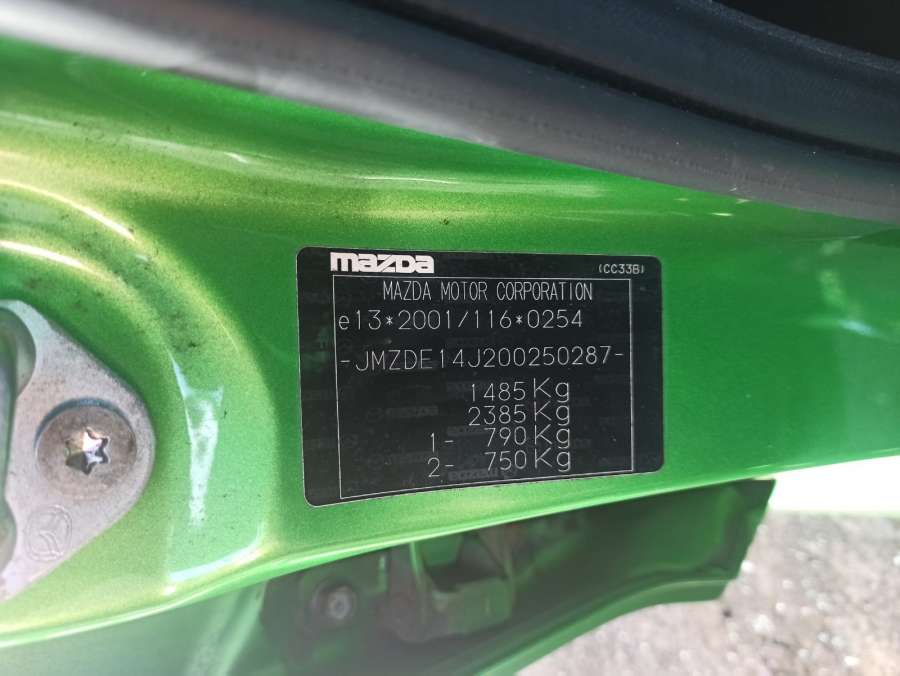 mazda
(CC33B)
MAZDA MOTOR CORPORATION
e13*2001/116*0254
-JMZDE14J200250287-
1485 Kg
2385 Kg
1- 790 Kg
2- 750 Kg